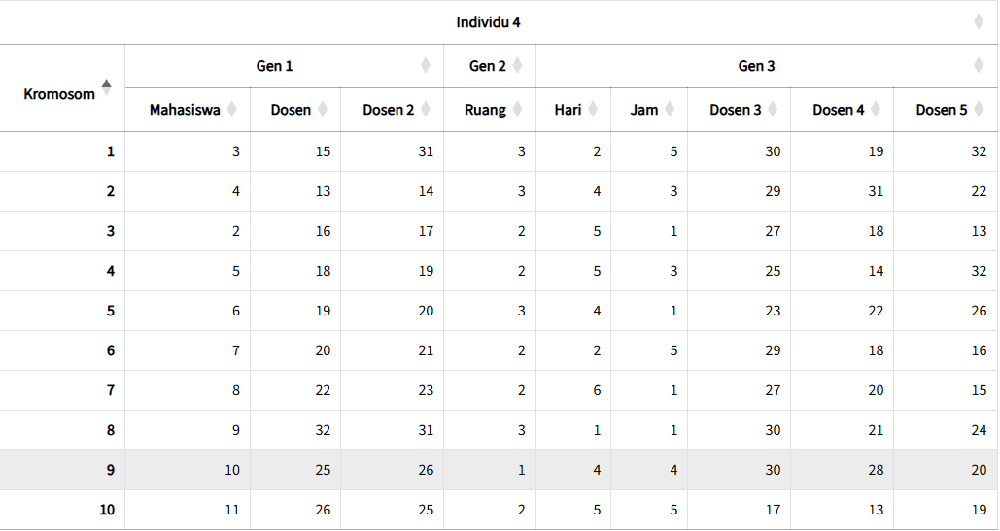 Individu 4
Gen 1 Gen 2 Gen 3
Kromosom
Mahasiswa Dosen Dosen 2 Ruang Hari Jam Dosen 3 Dosen 4 Dosen 5
1 3 15 31 3 2 5 30 19 32
2 4 13 14 3 4 3 29 31 22
3 2 16 17 2 5 1 27 18 13
4 5 18 19 2 5 3 25 14 32
5 6 19 20 3 4 1 23 22 26
6 7 20 21 2 2 5 29 18 16
7 8 22 23 2 6 1 27 20 15
8 9 32 31 3 1 1 30 21 24
9 10 25 26 1 4 4 30 28 20
10 11 26 25 2 5 5 17 13 19